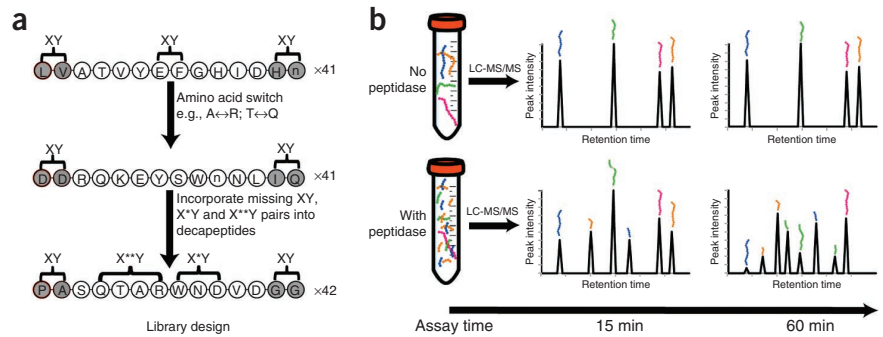 a
XY XY XY
L V A T V Y E F G H I D H n ×41
Amino acid switch
e.g., A↔R; T↔Q
XY XY
D D R Q K E Y S W n N L I Q ×41
Incorporate missing XY,
X*Y and X**Y pairs into
decapeptides
XY X**Y X*Y XY
P A S Q T A R W N D V D G G ×42
Library design
b
No
peptidase
LC-MS/MS
Peak intensity
Retention time
Peak intensity
Retention time
With
peptidase
LC-MS/MS
Peak intensity
Retention time
Peak intensity
Retention time
Assay time 15 min 60 min